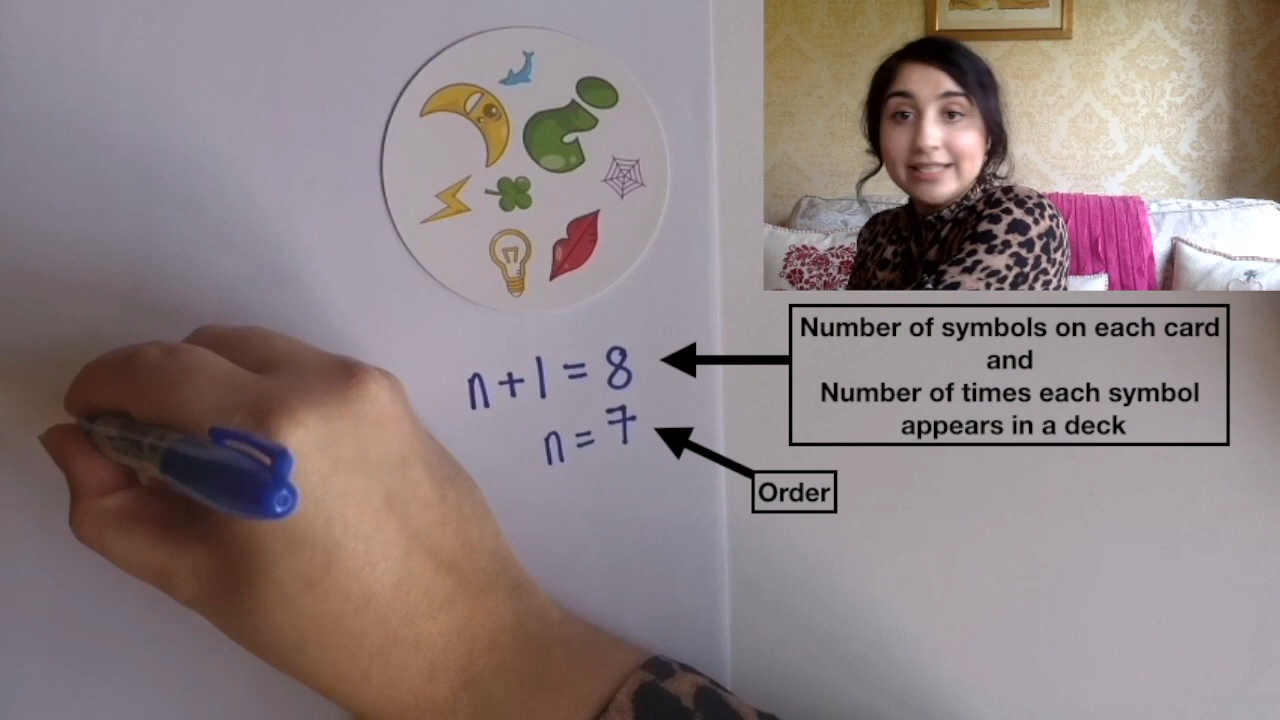 n+1=8
n=7
Number of symbols on each card
and
Number of times each symbol
appears in a deck
Order